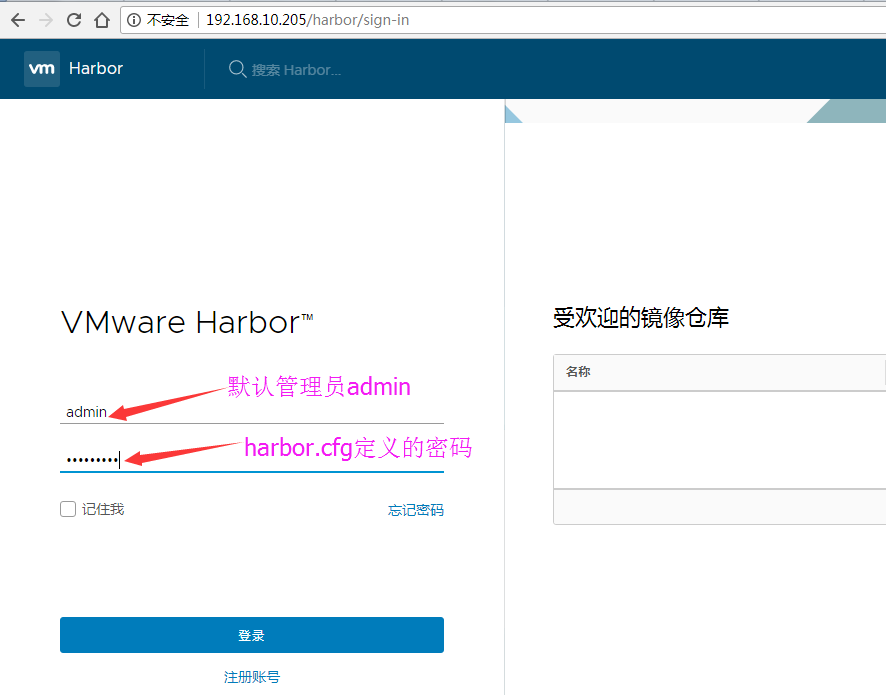 不安全 192.168.10.205/harbor/sign-in
vm Harbor 搜索 Harbor...
VMware Harbor™
默认管理员admin
admin
harbor.cfg定义的密码
•••••••••
记住我 忘记密码
登录
注册账号
受欢迎的镜像仓库
名称